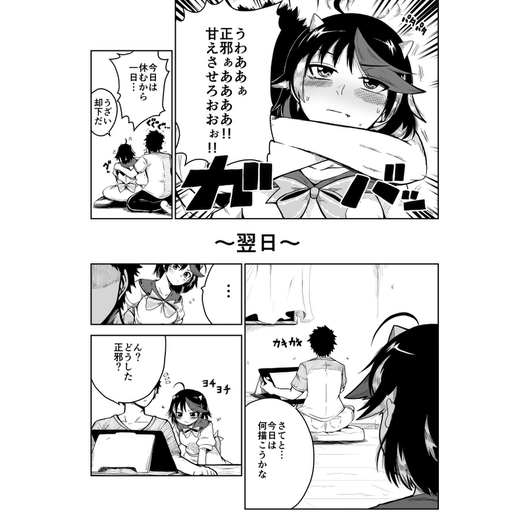 うわああぁ
正邪ぁああああ!!
甘えさせろおおぉ!!
ガバッ
今日は
休むから
一日…
うざい
却下だ
～翌日～
カキカキ
さてと…
今日は
何描こうかな
…
ヨチ
ヨチ
ん？
どうした
正邪？